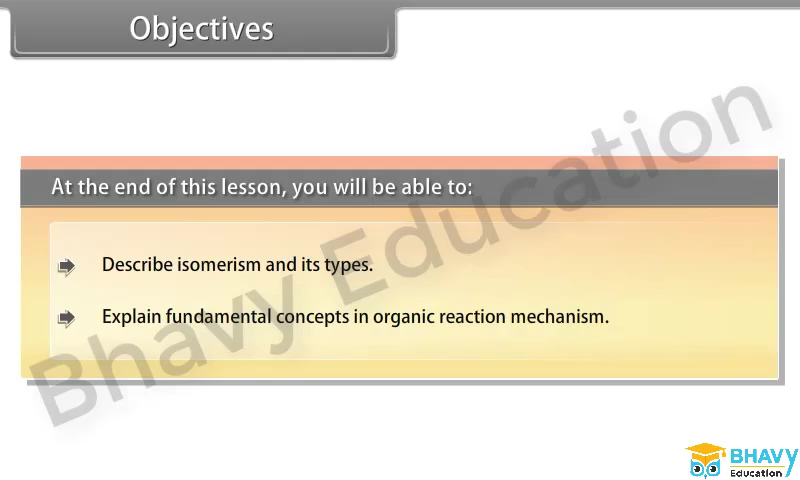 Objectives
At the end of this lesson, you will be able to:
Describe isomerism and its types.
Explain fundamental concepts in organic reaction mechanism.
Bhavy Education
BHAVY
Education